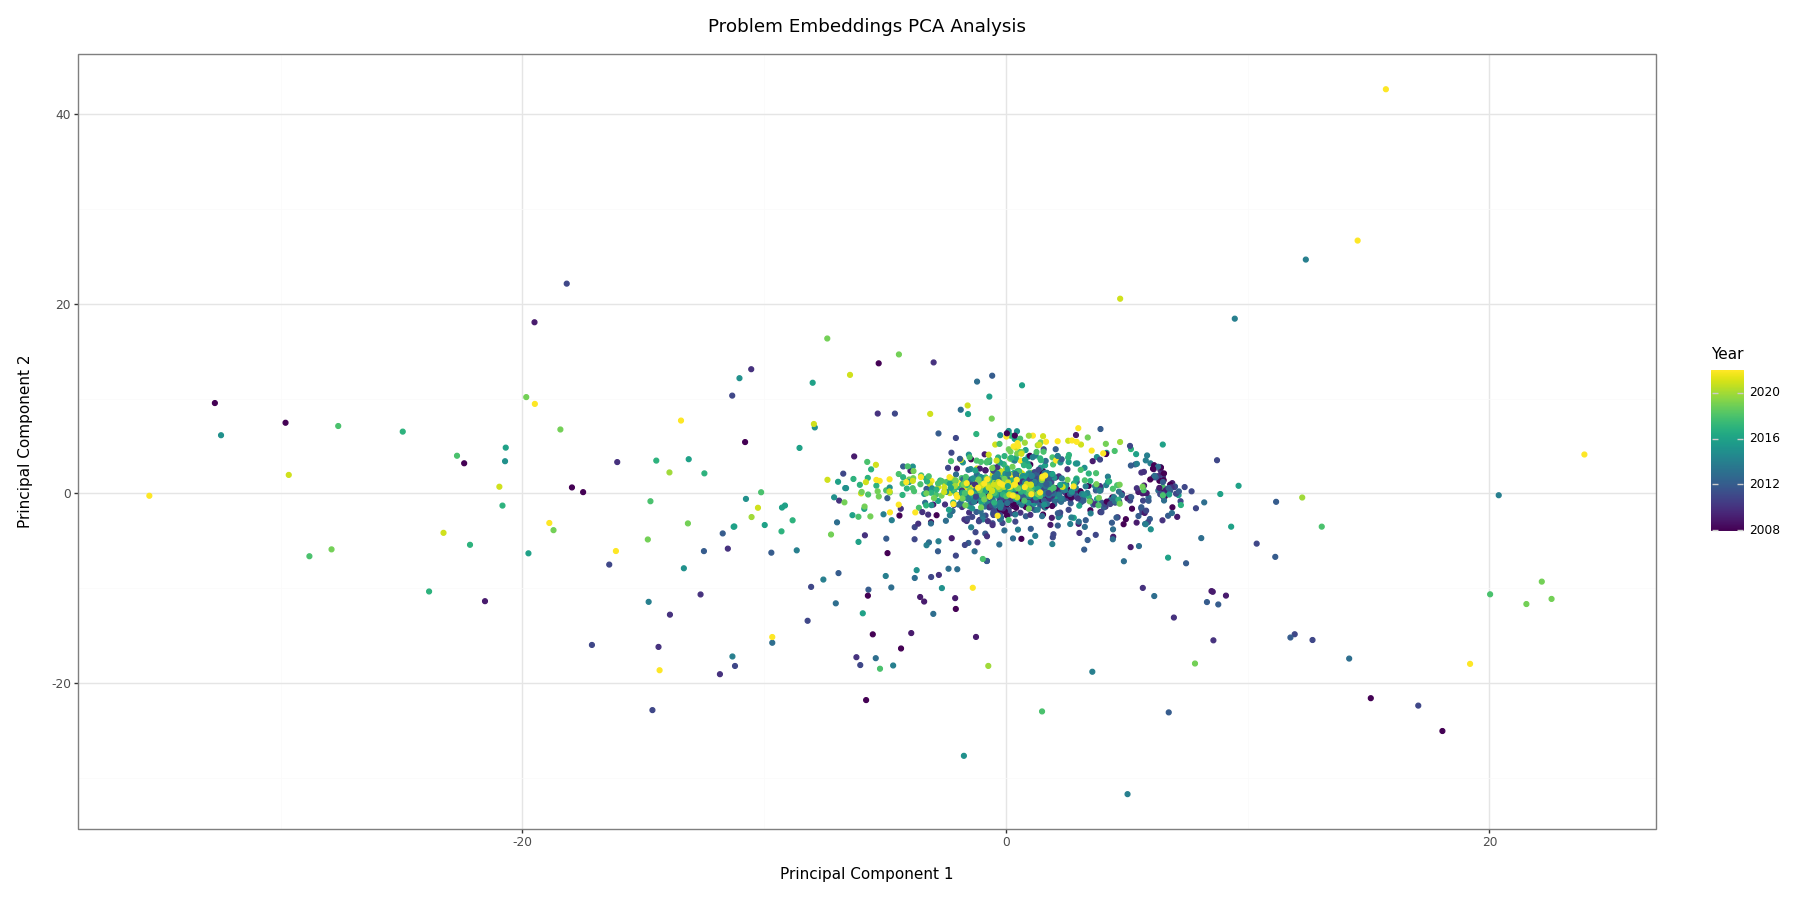 Problem Embeddings PCA Analysis
40
20
0
-20
Principal Component 2
-20
0
20
Principal Component 1
Year
2020
2016
2012
2008